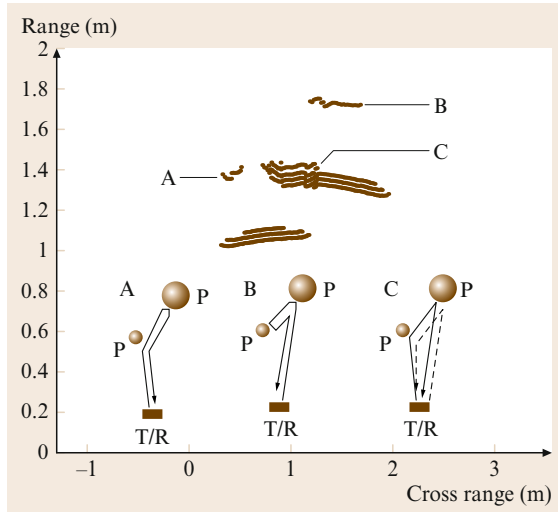 Range (m)
2
1.8
B
1.6
C
A
1.4
1.2
1
A B C
P P P
0.8
P P P
0.6
0.4
0.2
T/R T/R T/R
0
–1 0 1 2 3
Cross range (m)